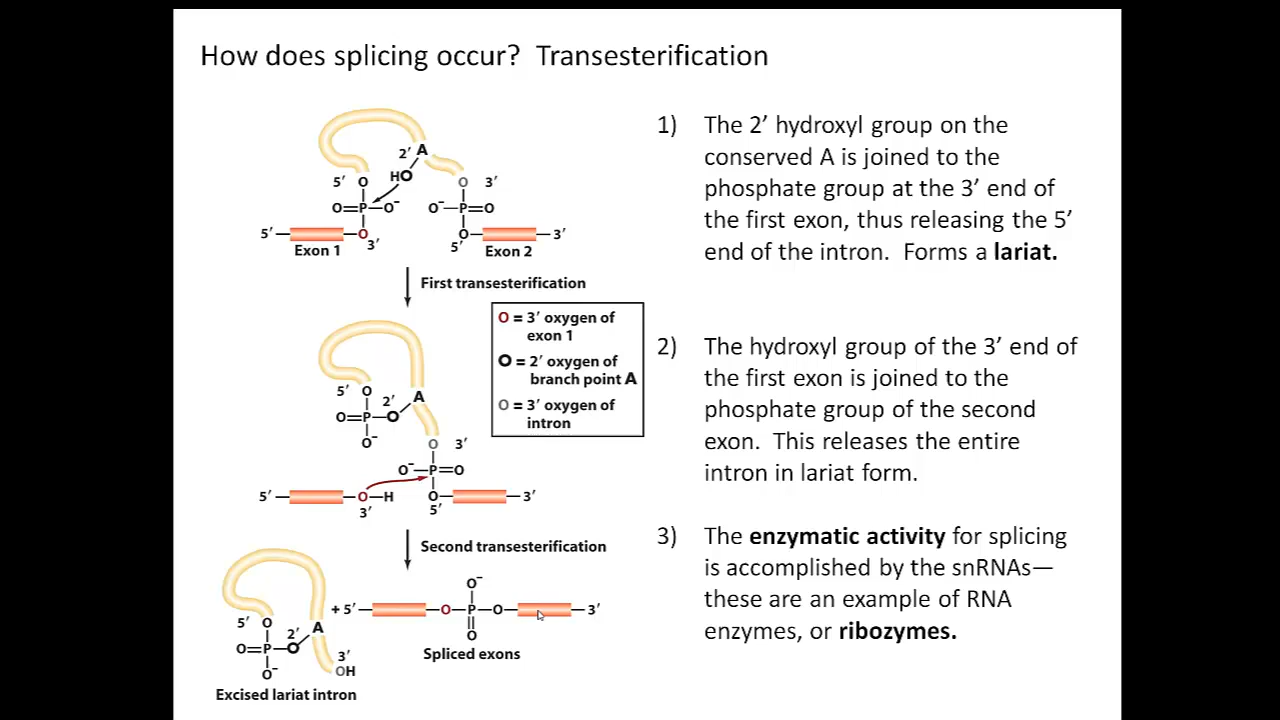 How does splicing occur?  Transesterification
2′ A
HO
5′ O
O 3′
O=P—O⁻
O⁻—P=O
5′ — —O
3′
O— — 3′
5′
Exon 1
Exon 2
First transesterification
O = 3′ oxygen of
exon 1
O = 2′ oxygen of
branch point A
O = 3′ oxygen of
intron
5′ O
2′ A
O=P—O
O⁻
O 3′
O⁻—P=O
5′ — —O—H
3′
O— — 3′
5′
Second transesterification
5′ O
2′ A
O=P—O
O⁻
3′
OH
Excised lariat intron
O⁻
+ 5′ — —O—P—O— — 3′
O
Spliced exons
1) The 2’ hydroxyl group on the
conserved A is joined to the
phosphate group at the 3’ end of
the first exon, thus releasing the 5’
end of the intron.  Forms a lariat.
2) The hydroxyl group of the 3’ end of
the first exon is joined to the
phosphate group of the second
exon.  This releases the entire
intron in lariat form.
3) The enzymatic activity for splicing
is accomplished by the snRNAs—
these are an example of RNA
enzymes, or ribozymes.